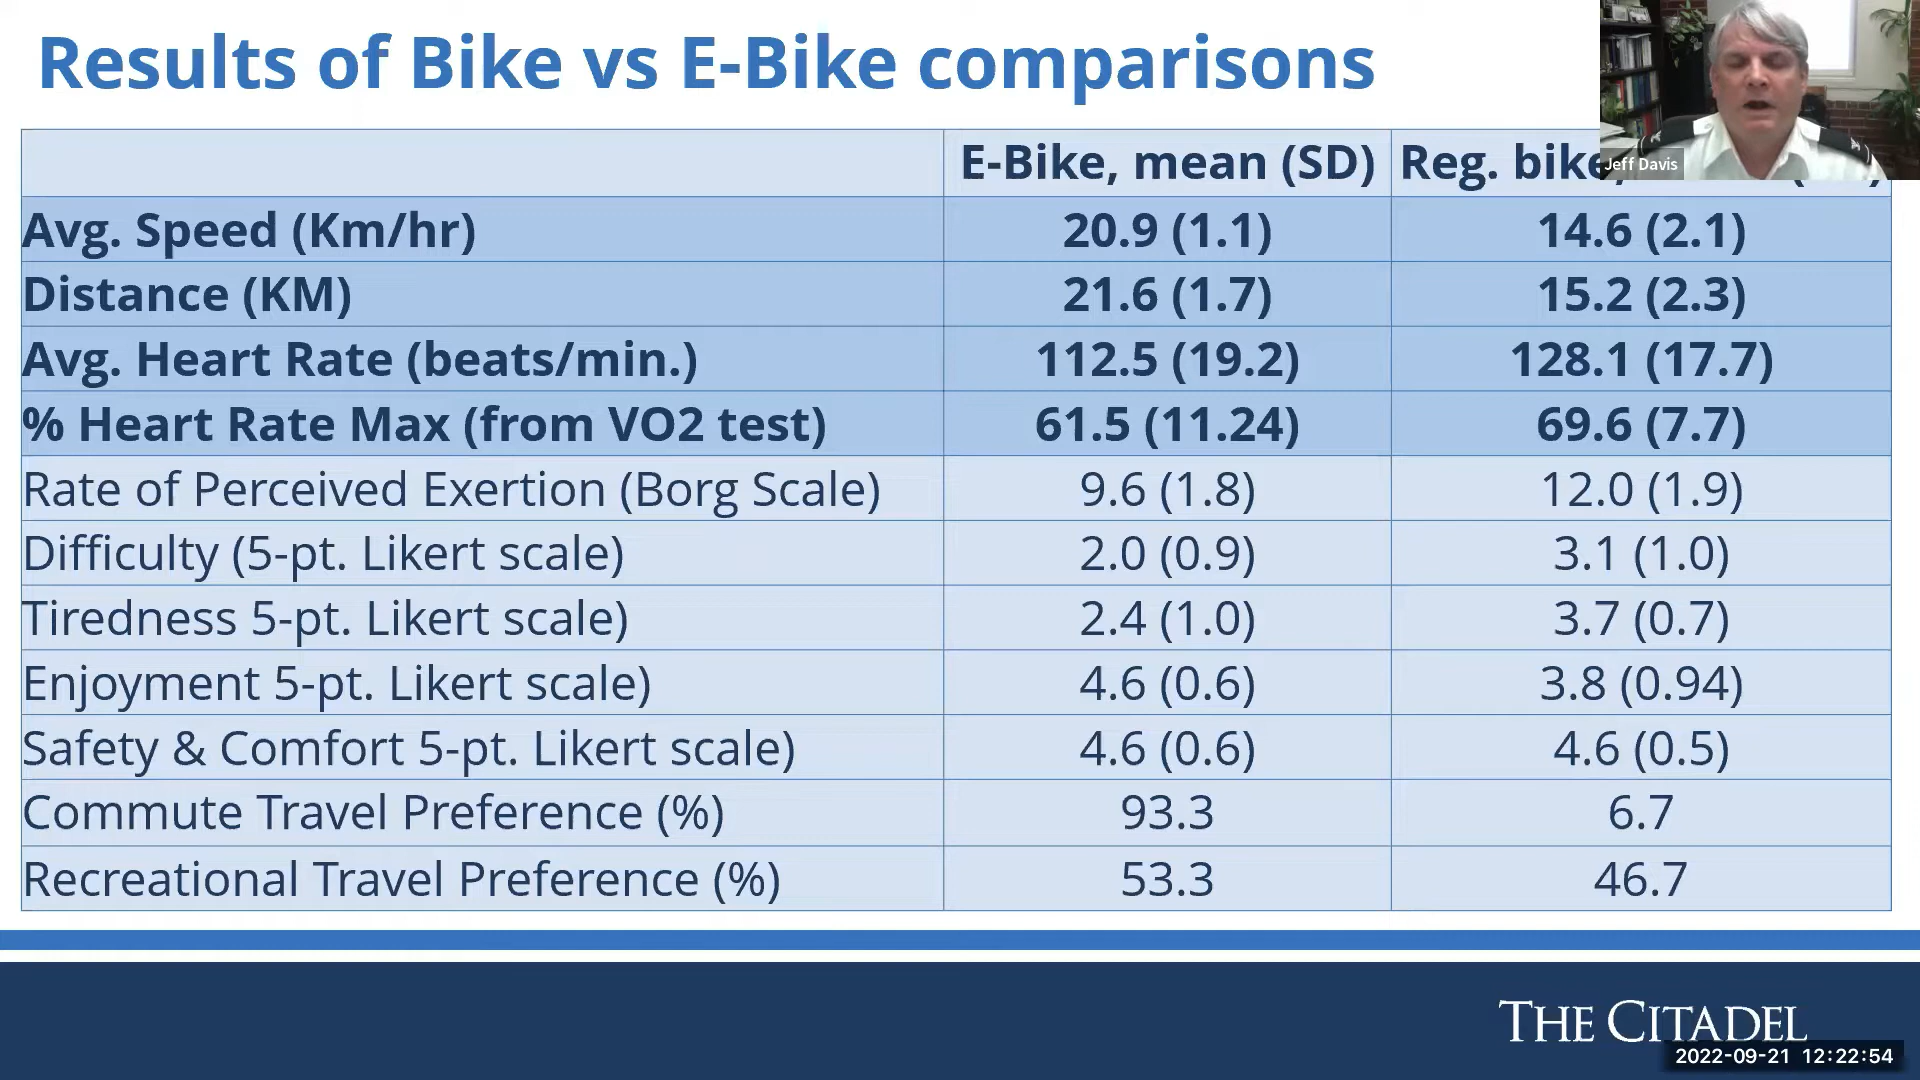 Results of Bike vs E-Bike comparisons
E-Bike, mean (SD) Reg. bike,
Jeff Davis
Avg. Speed (Km/hr) 20.9 (1.1) 14.6 (2.1)
Distance (KM) 21.6 (1.7) 15.2 (2.3)
Avg. Heart Rate (beats/min.) 112.5 (19.2) 128.1 (17.7)
% Heart Rate Max (from VO2 test) 61.5 (11.24) 69.6 (7.7)
Rate of Perceived Exertion (Borg Scale) 9.6 (1.8) 12.0 (1.9)
Difficulty (5-pt. Likert scale) 2.0 (0.9) 3.1 (1.0)
Tiredness 5-pt. Likert scale) 2.4 (1.0) 3.7 (0.7)
Enjoyment 5-pt. Likert scale) 4.6 (0.6) 3.8 (0.94)
Safety & Comfort 5-pt. Likert scale) 4.6 (0.6) 4.6 (0.5)
Commute Travel Preference (%) 93.3 6.7
Recreational Travel Preference (%) 53.3 46.7
THE CITADEL
2022-09-21 12:22:54